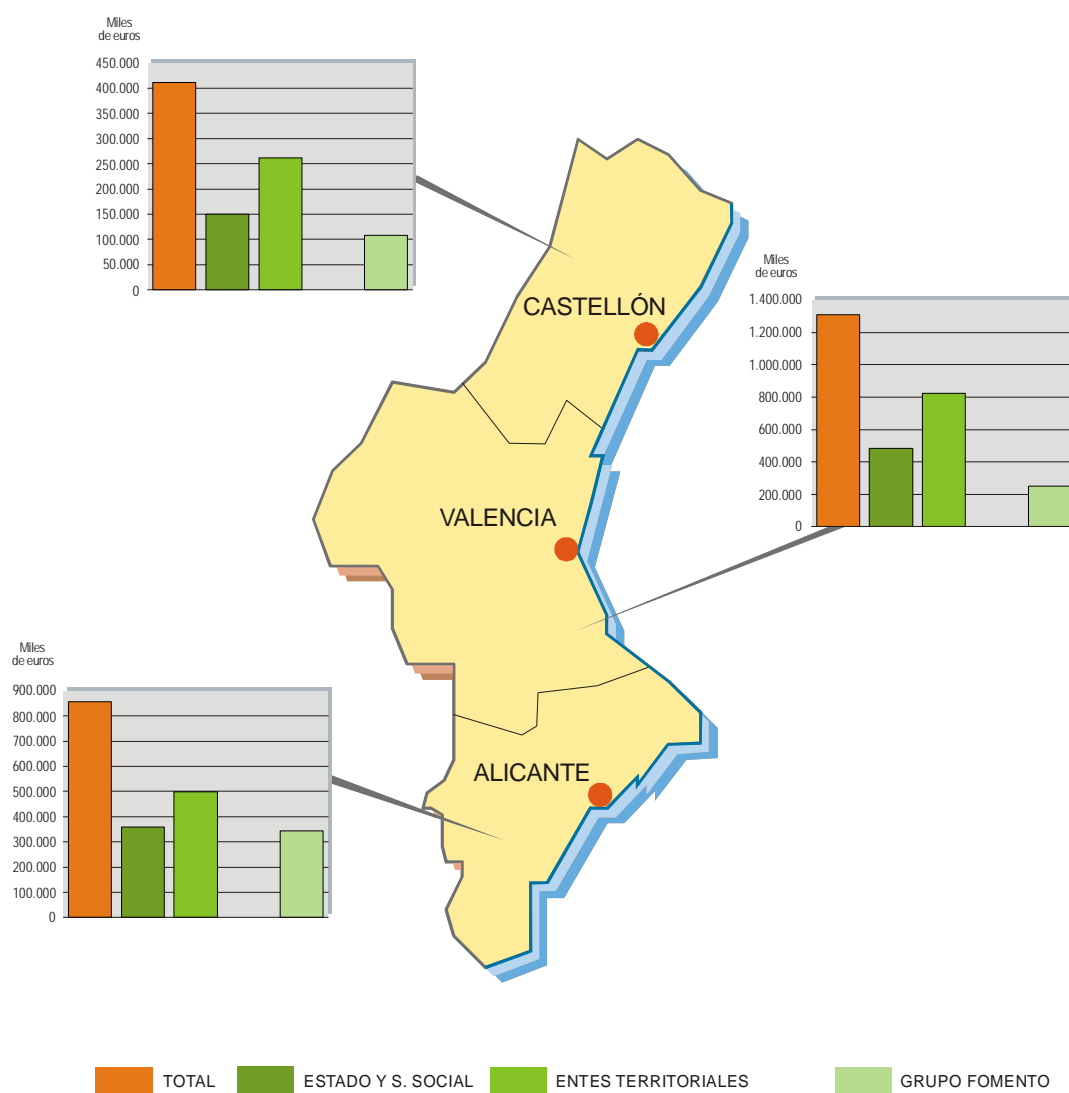 Miles
de euros
450.000
400.000
350.000
300.000
250.000
200.000
150.000
100.000
50.000
0
CASTELLÓN
Miles
de euros
1.400.000
1.200.000
1.000.000
800.000
600.000
400.000
200.000
0
VALENCIA
Miles
de euros
900.000
800.000
700.000
600.000
500.000
400.000
300.000
200.000
100.000
0
ALICANTE
TOTAL ESTADO Y S. SOCIAL ENTES TERRITORIALES GRUPO FOMENTO